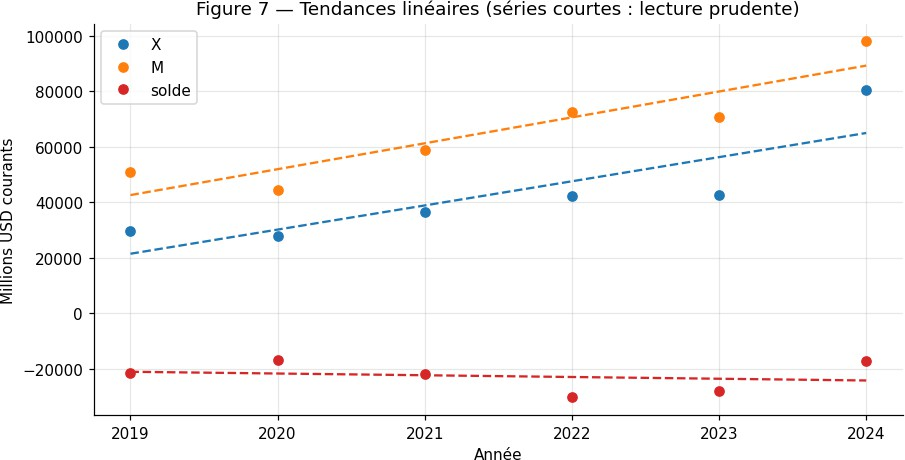 Figure 7 — Tendances linéaires (séries courtes : lecture prudente)
X
M
solde
Millions USD courants
100000
80000
60000
40000
20000
0
−20000
2019 2020 2021 2022 2023 2024
Année